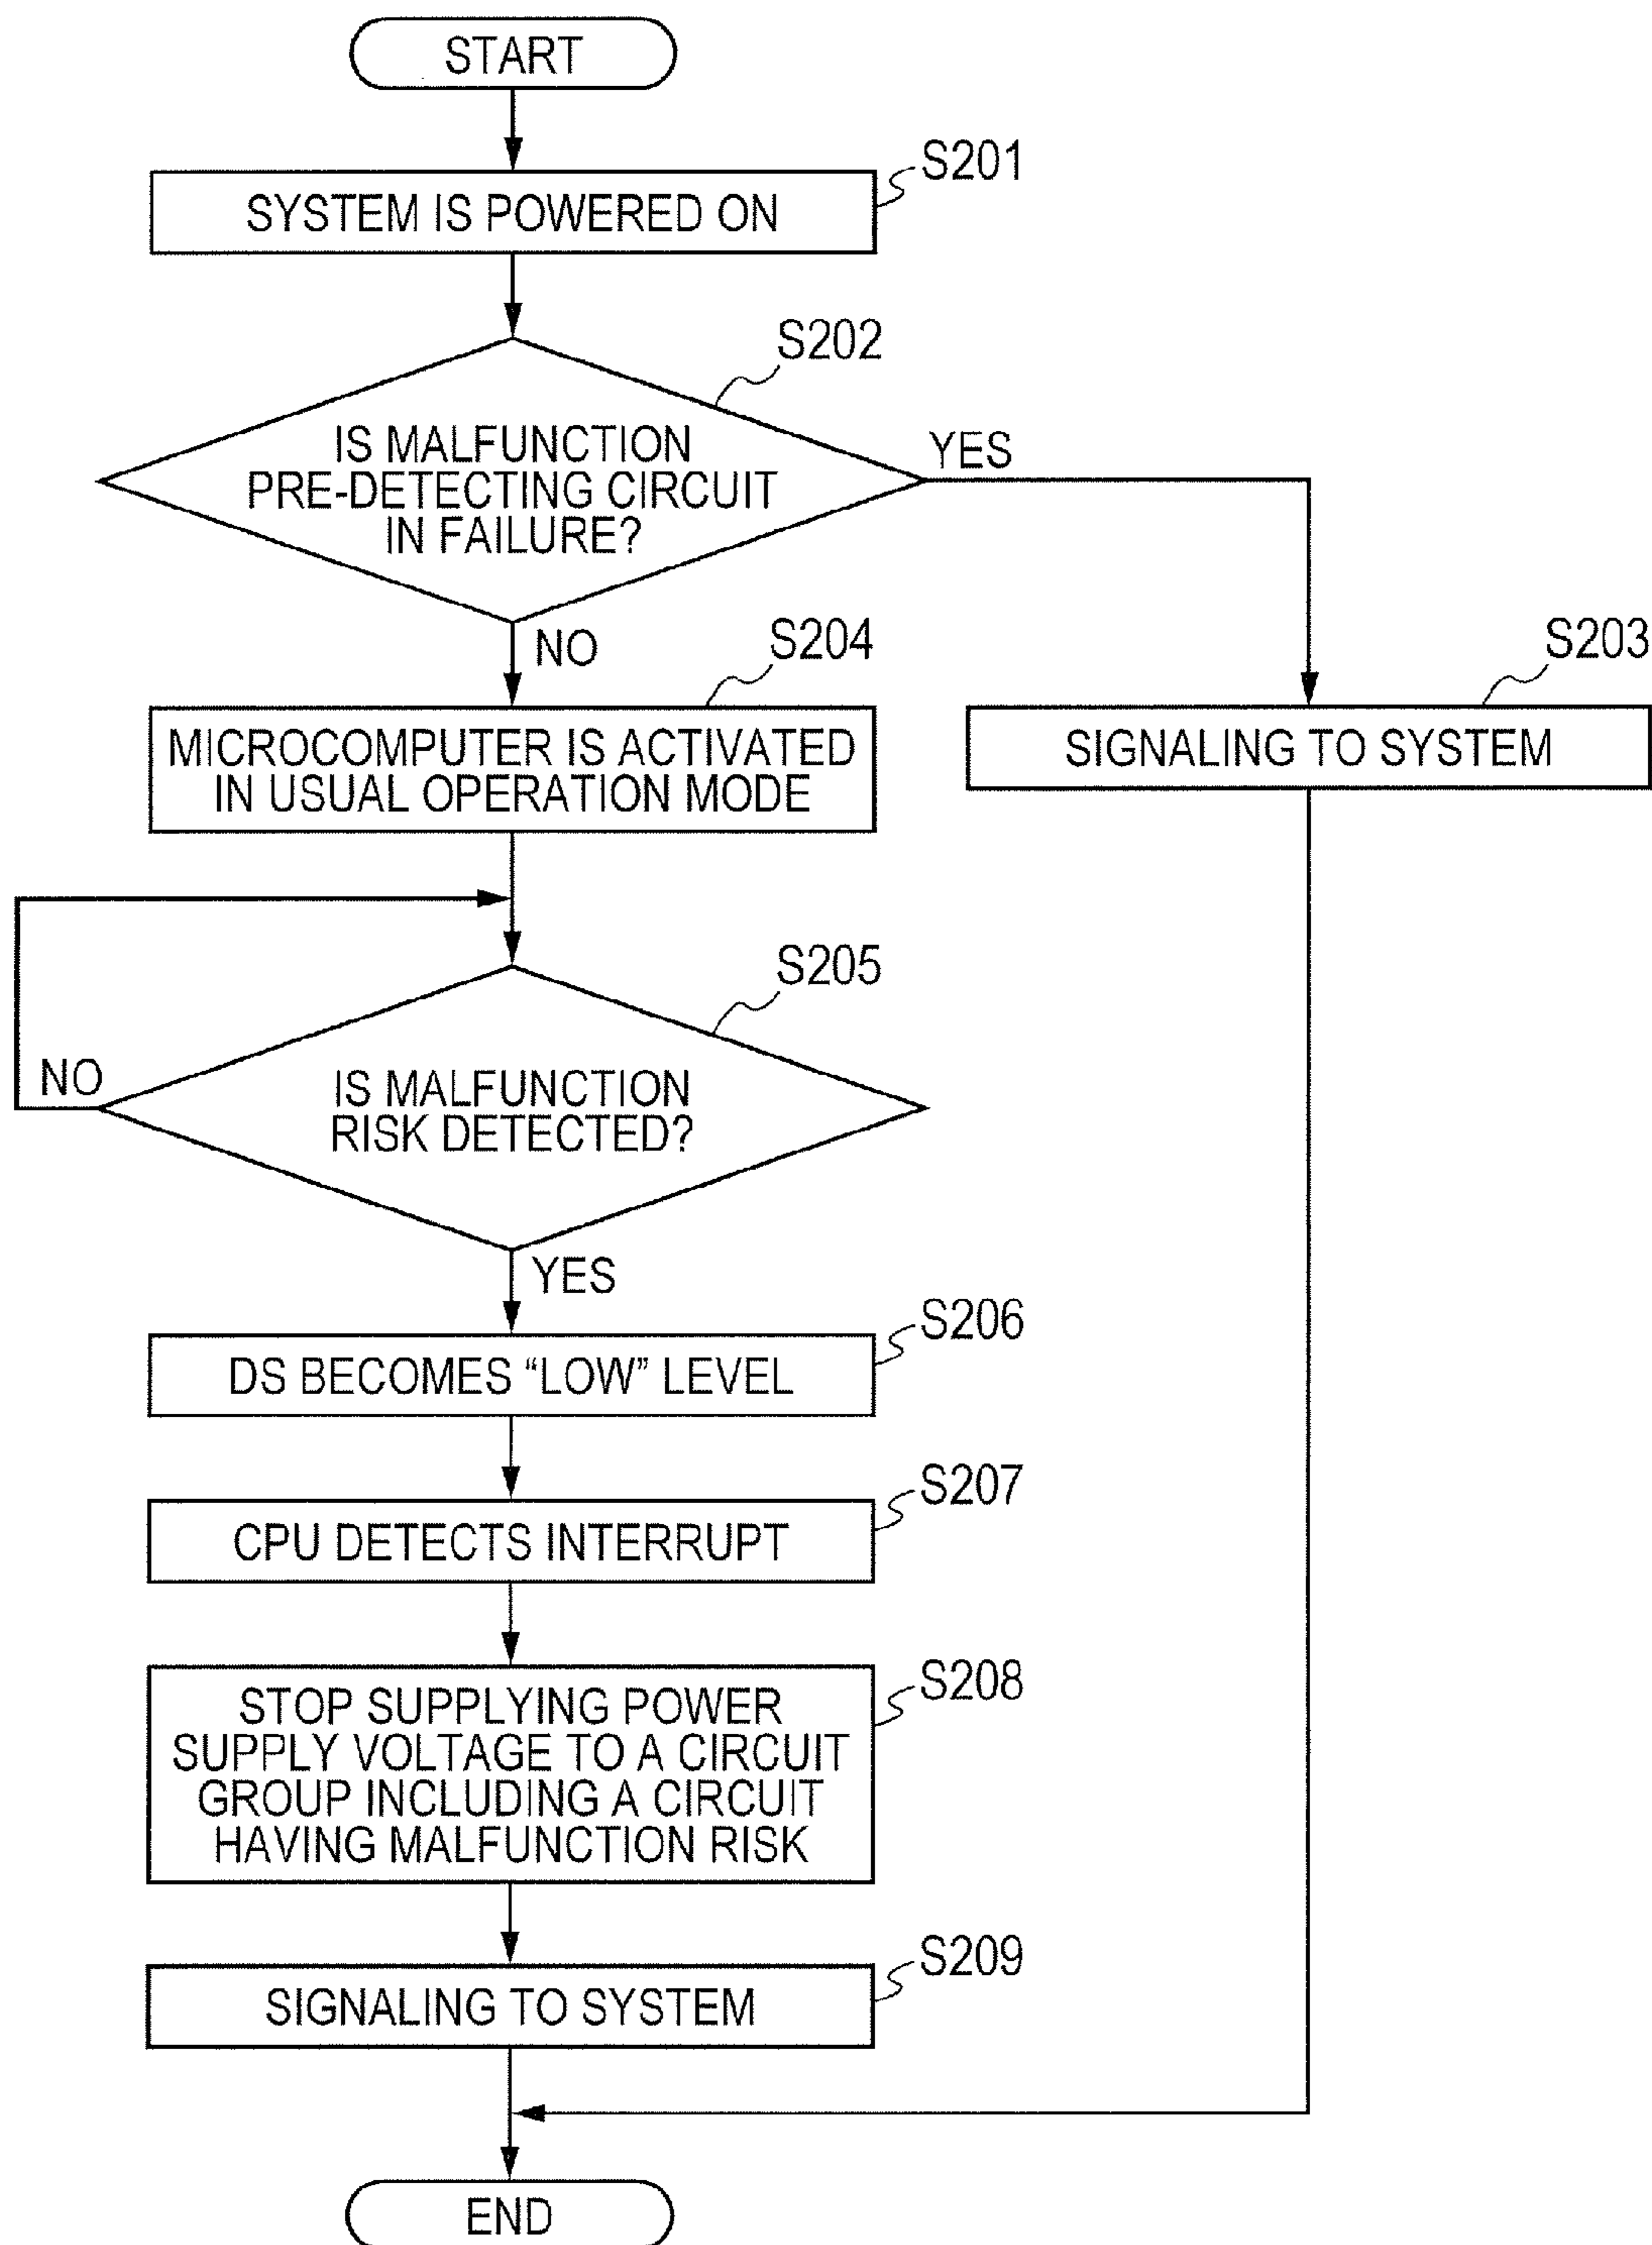 START
S201
SYSTEM IS POWERED ON
S202
IS MALFUNCTION
PRE-DETECTING CIRCUIT
IN FAILURE?
YES
NO
S204
S203
MICROCOMPUTER IS ACTIVATED
IN USUAL OPERATION MODE
SIGNALING TO SYSTEM
S205
NO
IS MALFUNCTION
RISK DETECTED?
YES
S206
DS BECOMES “LOW” LEVEL
S207
CPU DETECTS INTERRUPT
S208
STOP SUPPLYING POWER
SUPPLY VOLTAGE TO A CIRCUIT
GROUP INCLUDING A CIRCUIT
HAVING MALFUNCTION RISK
S209
SIGNALING TO SYSTEM
END